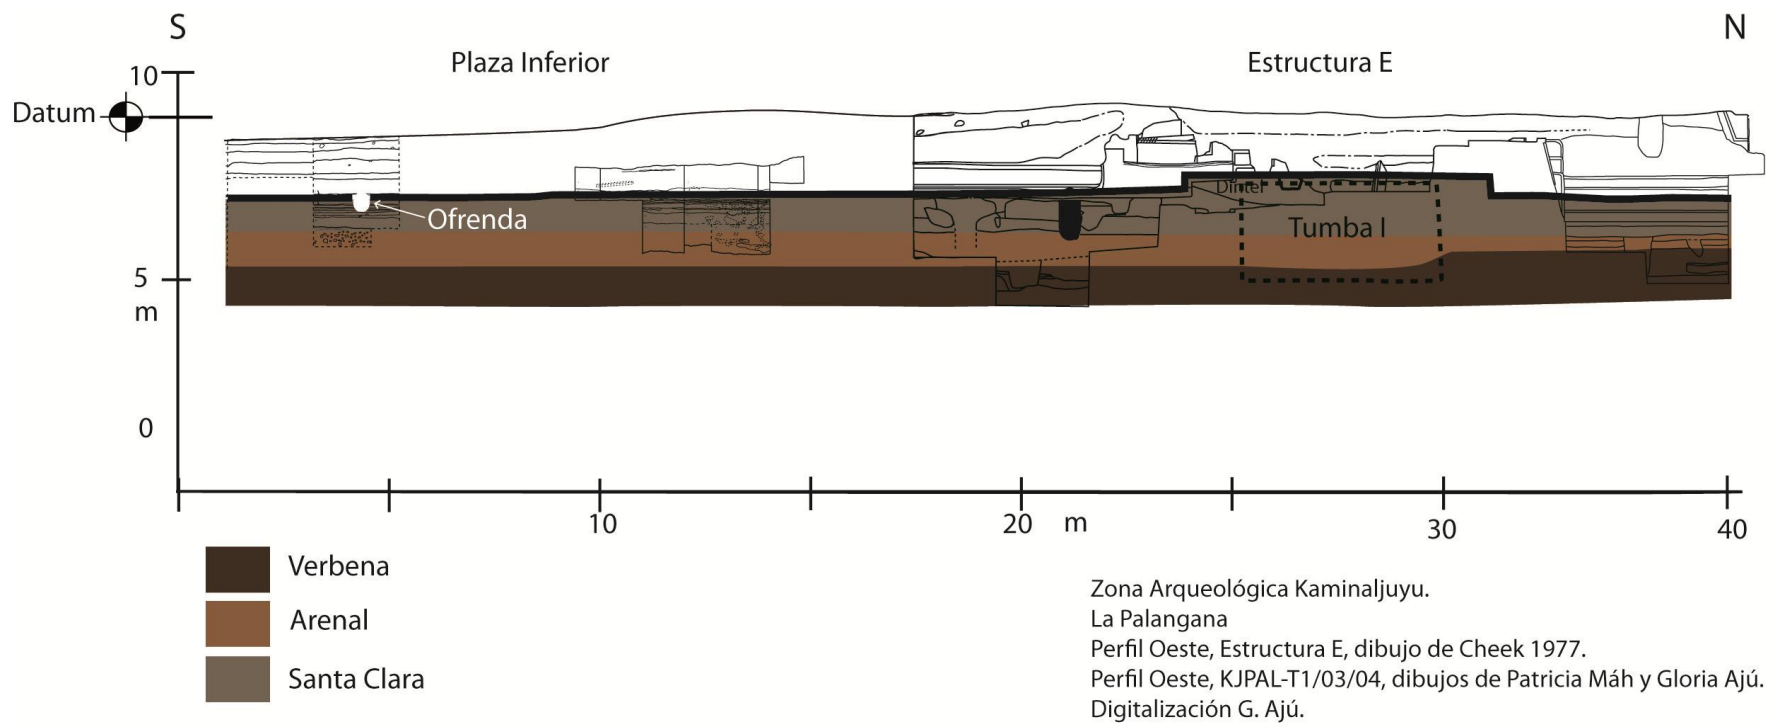 S
N
Plaza Inferior
Estructura E
10
Datum
Dintel
Ofrenda
Tumba I
5
m
0
10
20
m
30
40
Verbena
Arenal
Santa Clara
Zona Arqueológica Kaminaljuyu.
La Palangana
Perfil Oeste, Estructura E, dibujo de Cheek 1977.
Perfil Oeste, KJPAL-T1/03/04, dibujos de Patricia Máh y Gloria Ajú.
Digitalización G. Ajú.